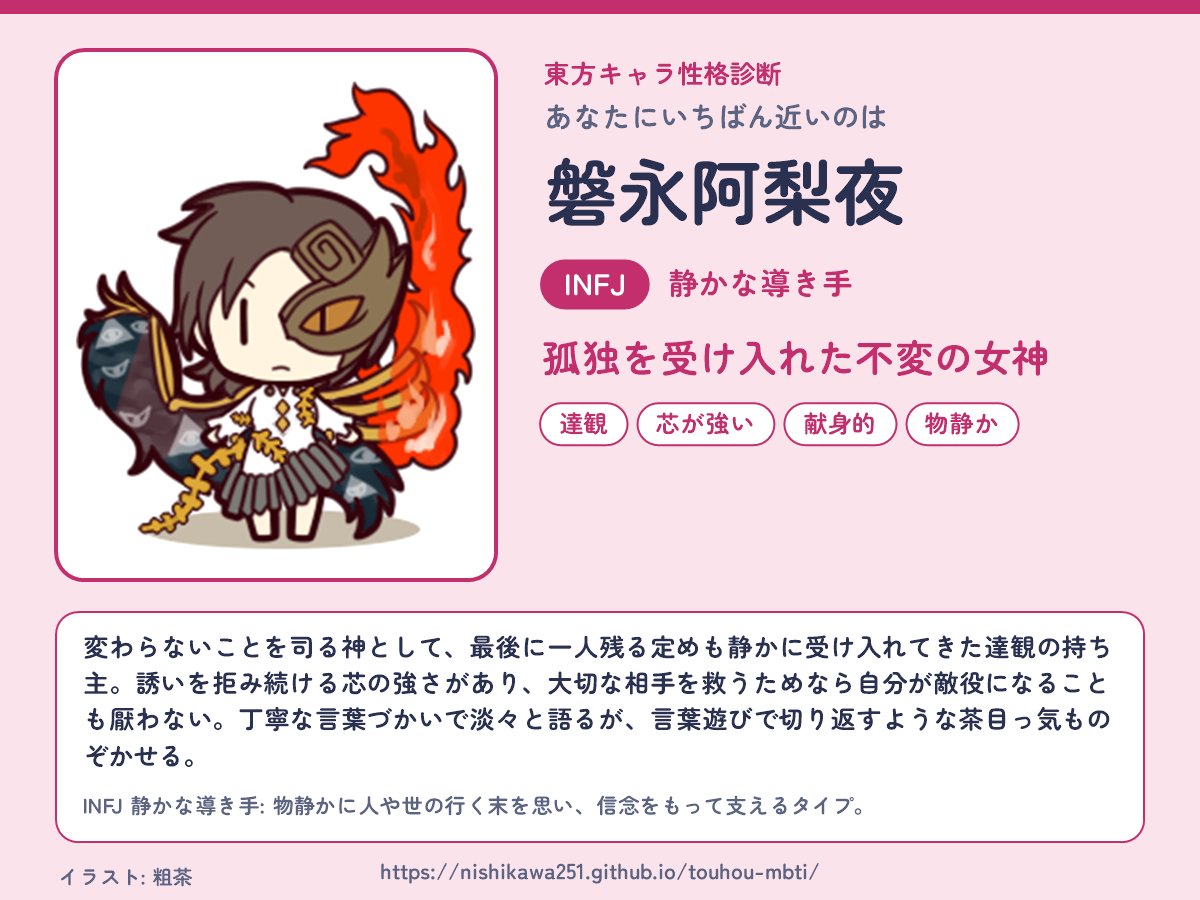 東方キャラ性格診断
あなたにいちばん近いのは
磐永阿梨夜
INFJ 静かな導き手
孤独を受け入れた不変の女神
達観 芯が強い 献身的 物静か
変わらないことを司る神として、最後に一人残る定めも静かに受け入れてきた達観の持ち
主。誘いを拒み続ける芯の強さがあり、大切な相手を救うためなら自分が敵役になること
も厭わない。丁寧な言葉づかいで淡々と語るが、言葉遊びで切り返すような茶目っ気もの
ぞかせる。
INFJ 静かな導き手: 物静かに人や世の行く末を思い、信念をもって支えるタイプ。
イラスト: 粗茶
https://nishikawa251.github.io/touhou-mbti/